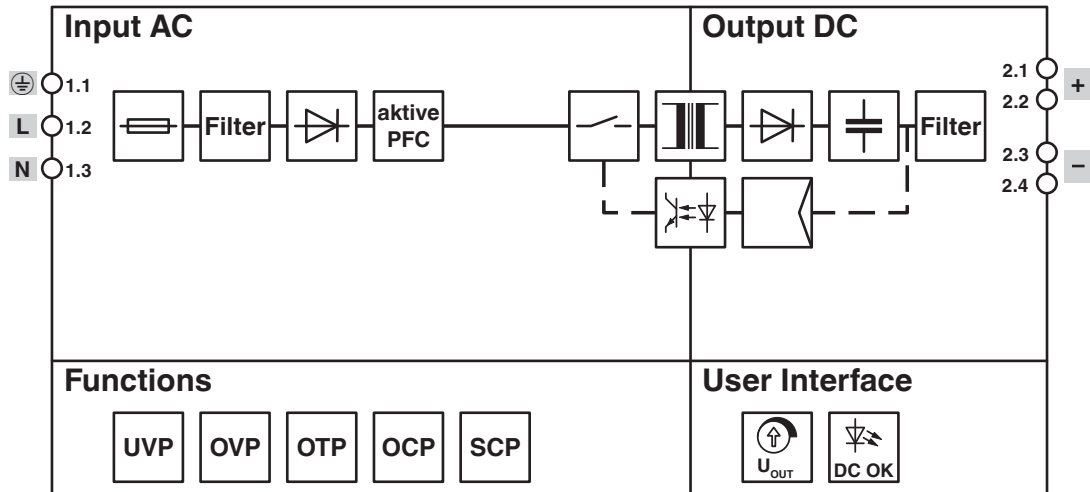 Input AC
Output DC
1.1
L
1.2
N
1.3
Filter
aktive
PFC
Filter
2.1
+
2.2
2.3
–
2.4
Functions
User Interface
UVP
OVP
OTP
OCP
SCP
UOUT
DC OK